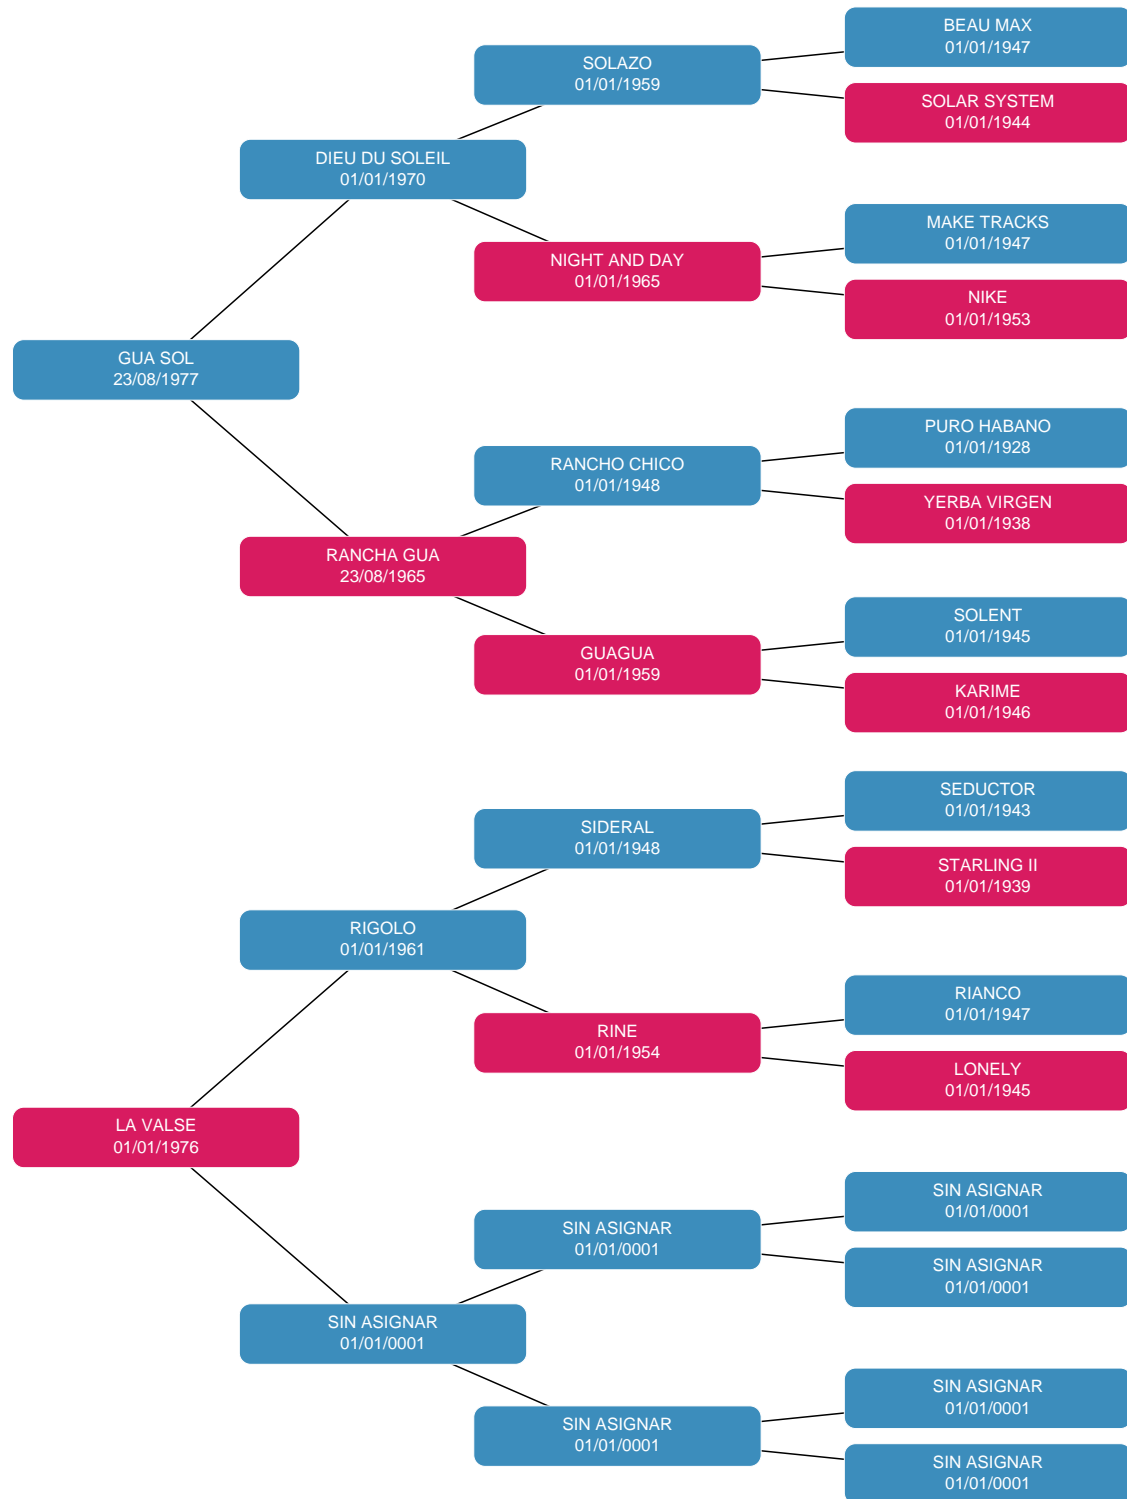 BEAU MAX
01/01/1947
SOLAZO
01/01/1959
SOLAR SYSTEM
01/01/1944
DIEU DU SOLEIL
01/01/1970
MAKE TRACKS
01/01/1947
NIGHT AND DAY
01/01/1965
NIKE
01/01/1953
GUA SOL
23/08/1977
PURO HABANO
01/01/1928
RANCHO CHICO
01/01/1948
YERBA VIRGEN
01/01/1938
RANCHA GUA
23/08/1965
SOLENT
01/01/1945
GUAGUA
01/01/1959
KARIME
01/01/1946
SEDUCTOR
01/01/1943
SIDERAL
01/01/1948
STARLING II
01/01/1939
RIGOLO
01/01/1961
RIANCO
01/01/1947
RINE
01/01/1954
LONELY
01/01/1945
LA VALSE
01/01/1976
SIN ASIGNAR
01/01/0001
SIN ASIGNAR
01/01/0001
SIN ASIGNAR
01/01/0001
SIN ASIGNAR
01/01/0001
SIN ASIGNAR
01/01/0001
SIN ASIGNAR
01/01/0001
SIN ASIGNAR
01/01/0001